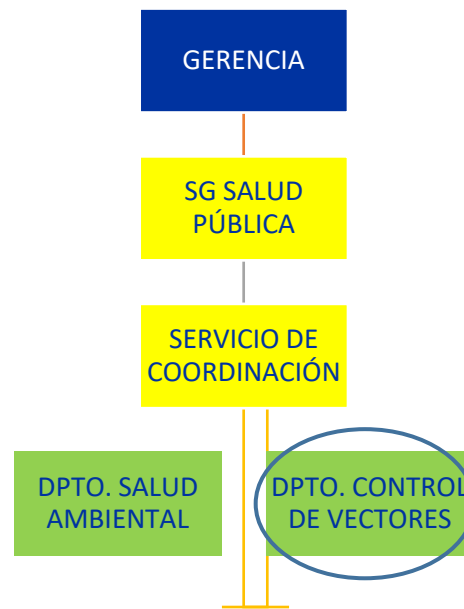 GERENCIA
SG SALUD
PÚBLICA
SERVICIO DE
COORDINACIÓN
DPTO. SALUD
AMBIENTAL
DPTO. CONTROL
DE VECTORES